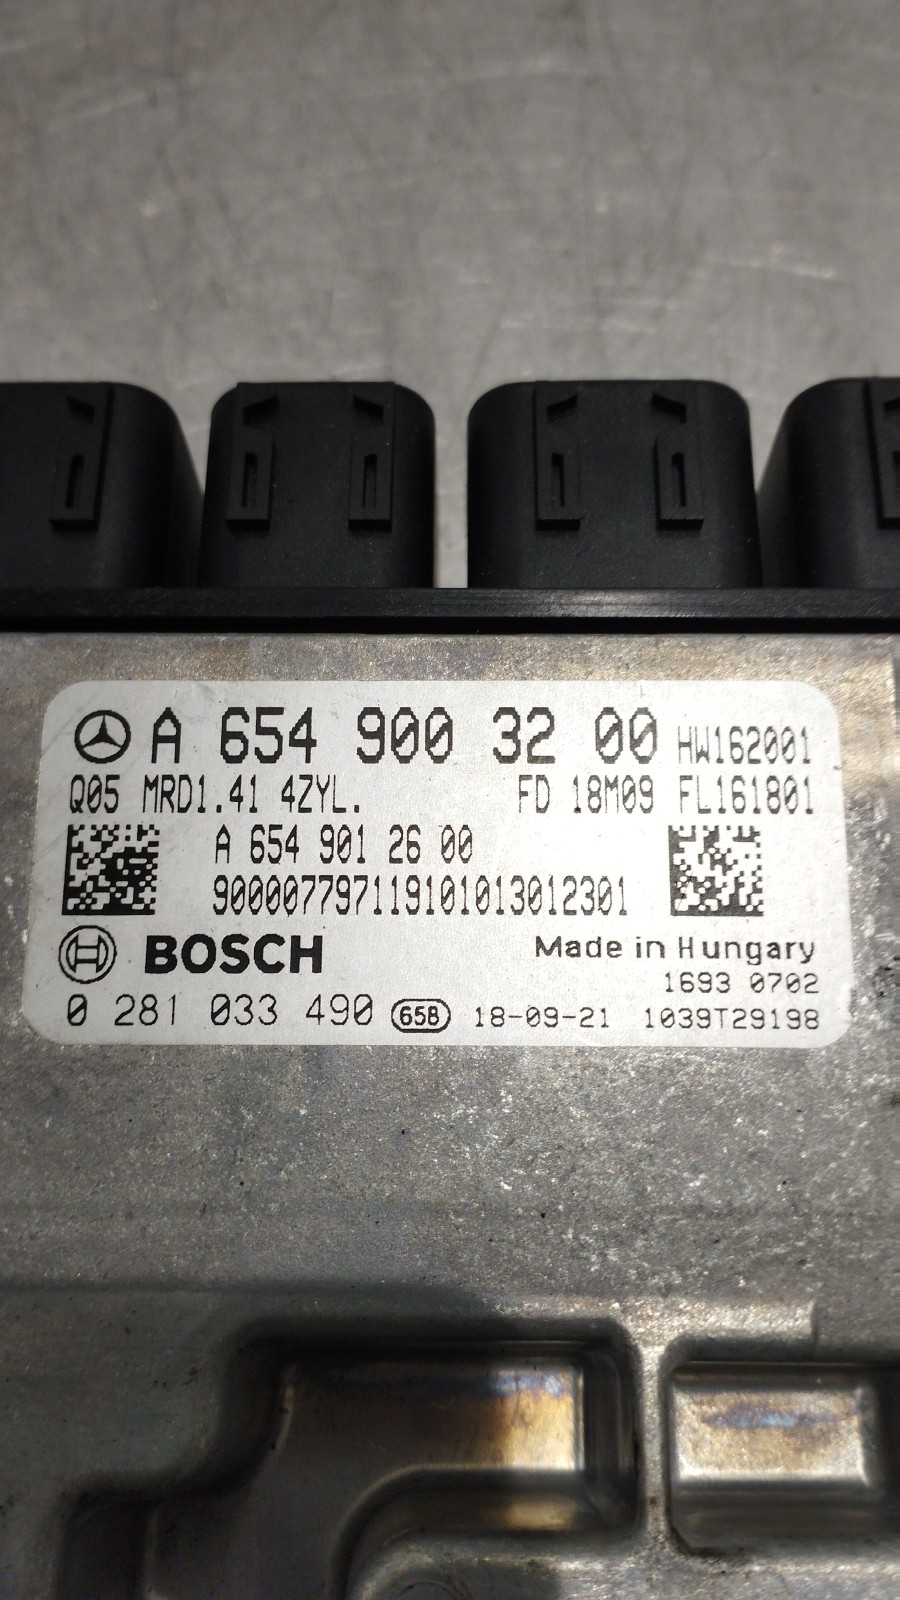 A 654 900 32 00 HW162001
Q05 MRD1.41 4ZYL. FD 18M09 FL161801
A 654 901 26 00
900007797119101013012301
BOSCH Made in Hungary
1693 0702
0 281 033 490 658 18-09-21 1039T29198